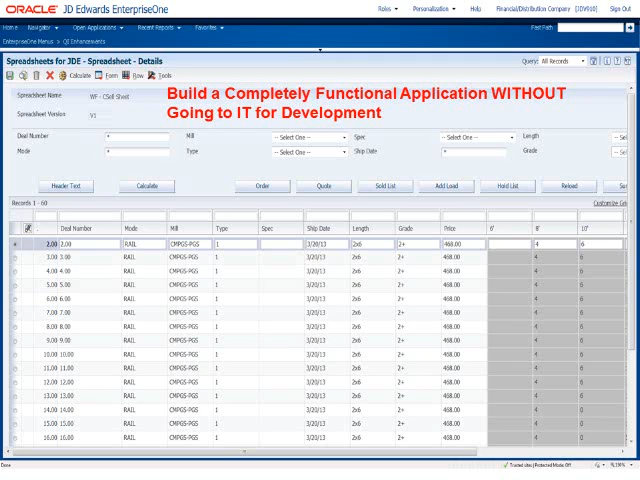 ORACLE JD Edwards EnterpriseOne Roles Personalization Help Financial/Distribution Company [JDV910] Sign Out
Home Navigator Open Applications Recent Reports Favorites Fast Path
EnterpriseOne Menus > QI Enhancements
Spreadsheets for JDE - Spreadsheet - Details Query: All Records
Calculate Form Row Tools
Build a Completely Functional Application WITHOUT
Going to IT for Development
Spreadsheet Name WF - CSell Sheet
Spreadsheet Version V1
Deal Number * Mill -- Select One -- Spec -- Select One -- Length
Mode * Type -- Select One -- Ship Date * Grade
Header Text Calculate Order Quote Sold List Add Load Hold List Reload
Records 1 - 60 Customize Gri
Deal Number Mode Mill Type Spec Ship Date Length Grade Price 6' 8' 10'
2.00 2.00 RAIL CMPGS-PGS 1 3/20/13 2x6 2+ 468.00 4 6
3.00 3.00 RAIL CMPGS-PGS 1 3/20/13 2x6 2+ 468.00 4 6
4.00 4.00 RAIL CMPGS-PGS 1 3/20/13 2x6 2+ 468.00 4 6
5.00 5.00 RAIL CMPGS-PGS 1 3/20/13 2x6 2+ 468.00 4 6
6.00 6.00 RAIL CMPGS-PGS 1 3/20/13 2x6 2+ 468.00 4 6
7.00 7.00 RAIL CMPGS-PGS 1 3/20/13 2x6 2+ 468.00 4 6
8.00 8.00 RAIL CMPGS-PGS 1 3/20/13 2x6 2+ 468.00 4 6
9.00 9.00 RAIL CMPGS-PGS 1 3/20/13 2x6 2+ 468.00 4 6
10.00 10.00 RAIL CMPGS-PGS 1 3/20/13 2x6 2+ 468.00 4 6
11.00 11.00 RAIL CMPGS-PGS 1 3/20/13 2x6 2+ 468.00 4 6
12.00 12.00 RAIL CMPGS-PGS 1 3/20/13 2x6 2+ 468.00 4 6
13.00 13.00 RAIL CMPGS-PGS 1 3/20/13 2x6 2+ 468.00 4 6
14.00 14.00 RAIL CMPGS-PGS 1 3/20/13 2x6 2+ 468.00 4 0
15.00 15.00 RAIL CMPGS-PGS 1 3/20/13 2x6 2+ 468.00 4 0
16.00 16.00 RAIL CMPGS-PGS 1 3/20/13 2x6 2+ 468.00 4 6
Done Trusted sites | Protected Mode: Off